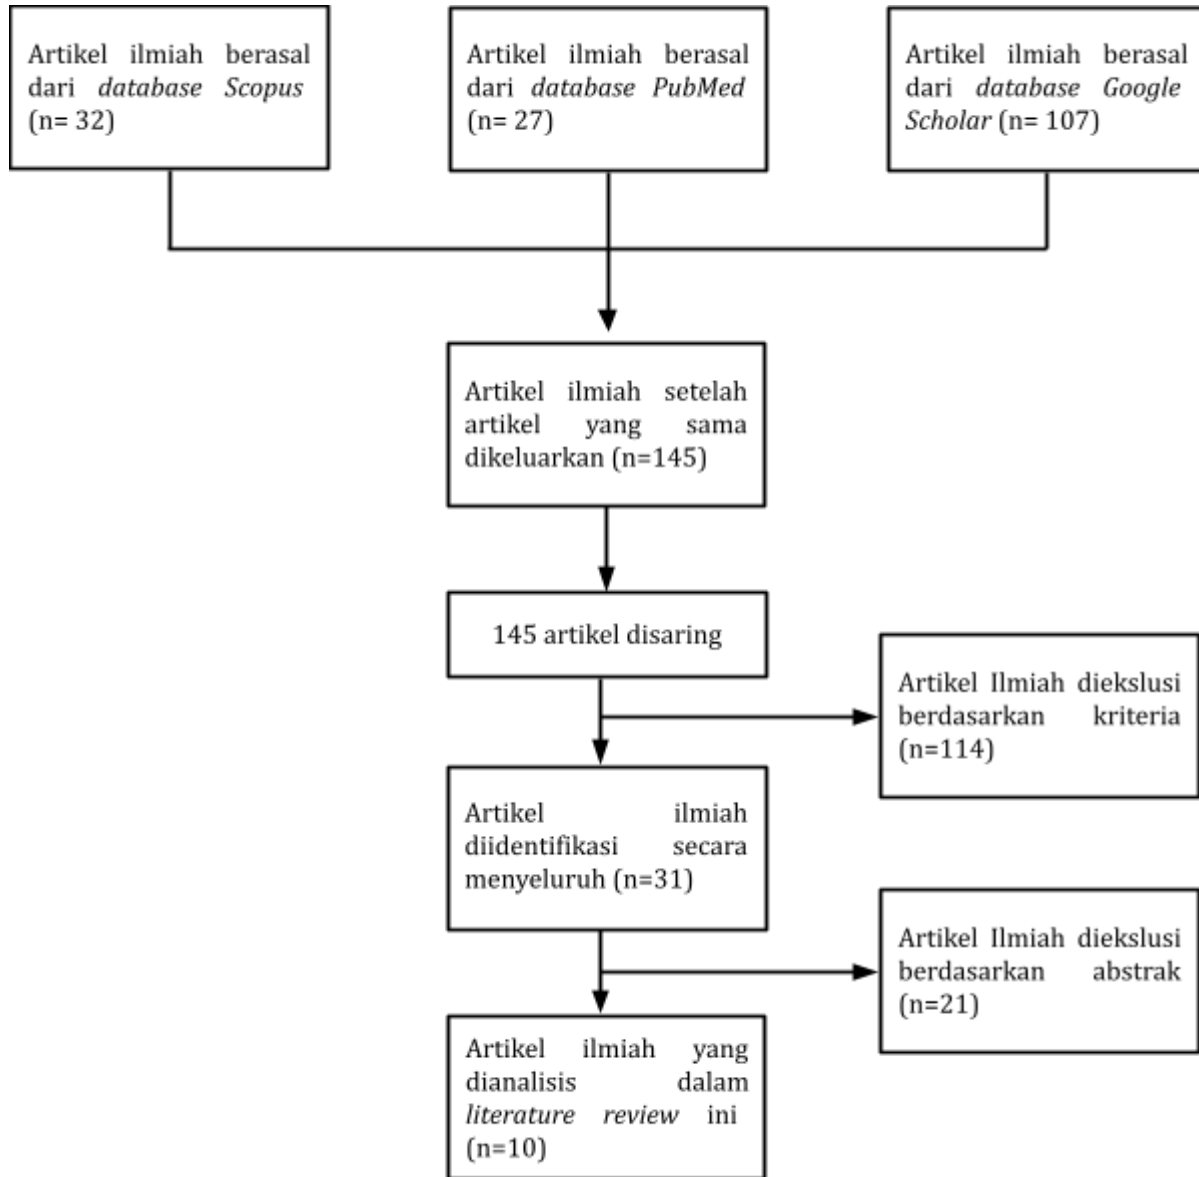 Artikel ilmiah berasal
dari database Scopus
(n= 32)
Artikel ilmiah berasal
dari database PubMed
(n= 27)
Artikel ilmiah berasal
dari database Google
Scholar (n= 107)
Artikel ilmiah setelah
artikel yang sama
dikeluarkan (n=145)
145 artikel disaring
Artikel Ilmiah diekslusi
berdasarkan kriteria
(n=114)
Artikel ilmiah
diidentifikasi secara
menyeluruh (n=31)
Artikel Ilmiah diekslusi
berdasarkan abstrak
(n=21)
Artikel ilmiah yang
dianalisis dalam
literature review ini
(n=10)